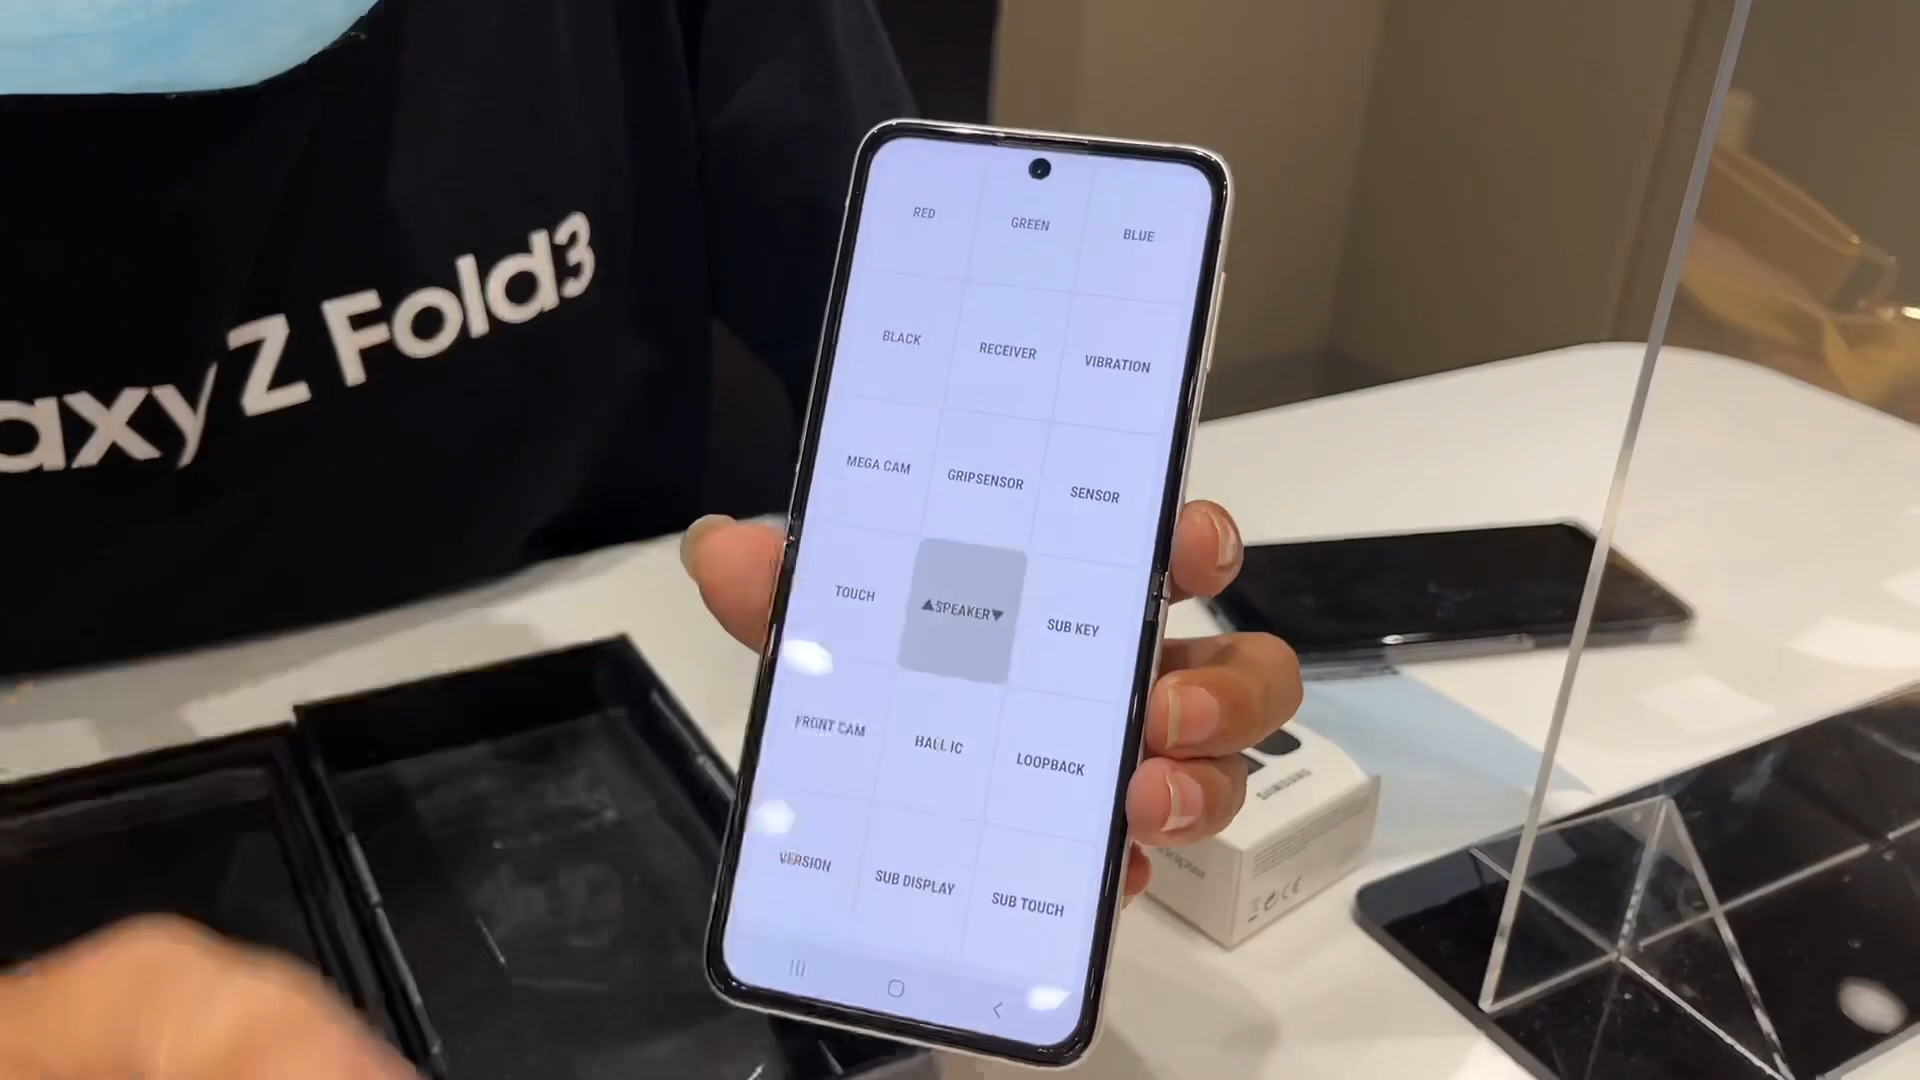 axy Z Fold3
RED
GREEN
BLUE
BLACK
RECEIVER
VIBRATION
MEGA CAM
GRIPSENSOR
SENSOR
TOUCH
▲SPEAKER▼
SUB KEY
FRONT CAM
HALL IC
LOOPBACK
VERSION
SUB DISPLAY
SUB TOUCH
SAMSUNG